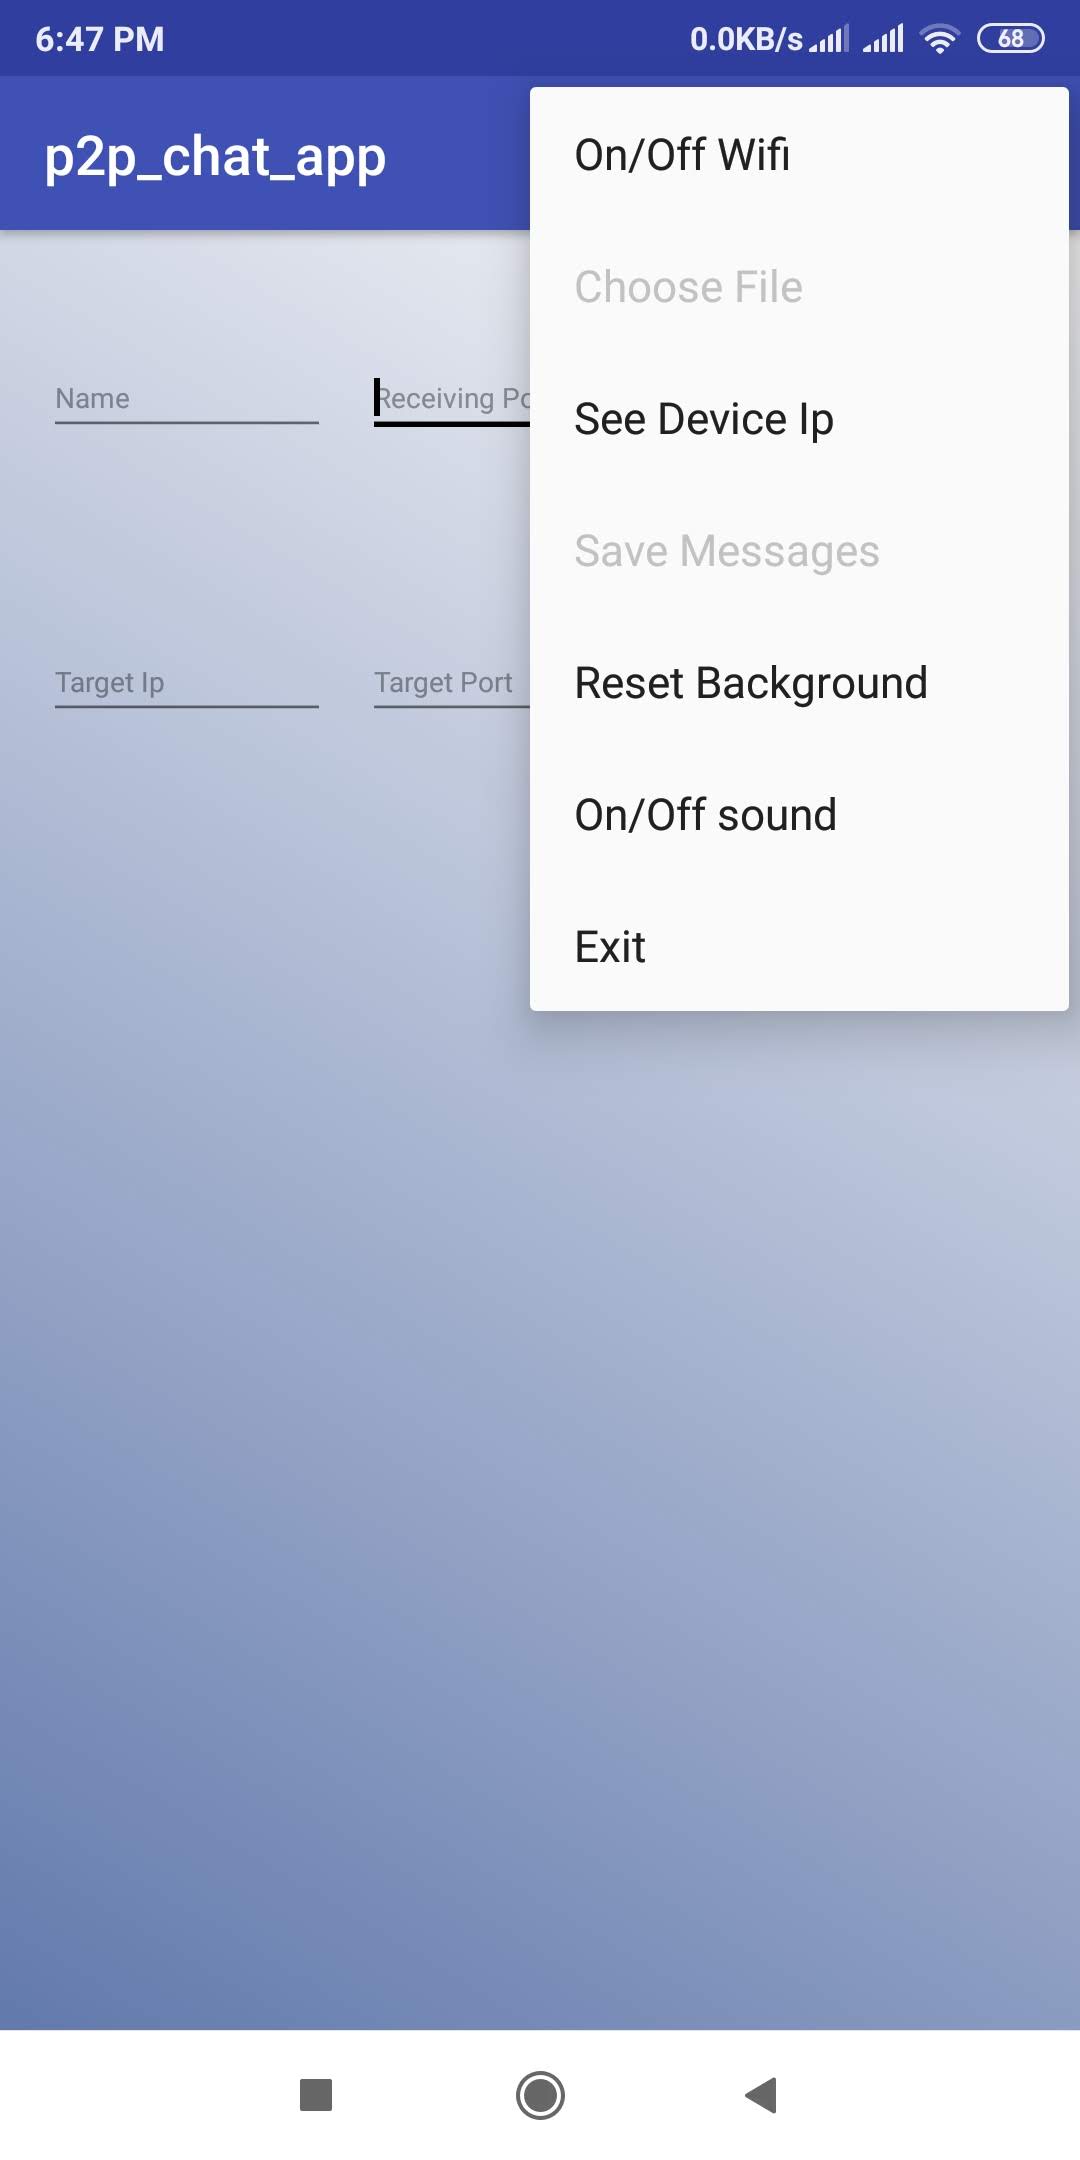 6:47 PM
0.0KB/s
68
p2p_chat_app
On/Off Wifi
Choose File
Name
Receiving
See Device Ip
Save Messages
Target Ip
Target Port
Reset Background
On/Off sound
Exit